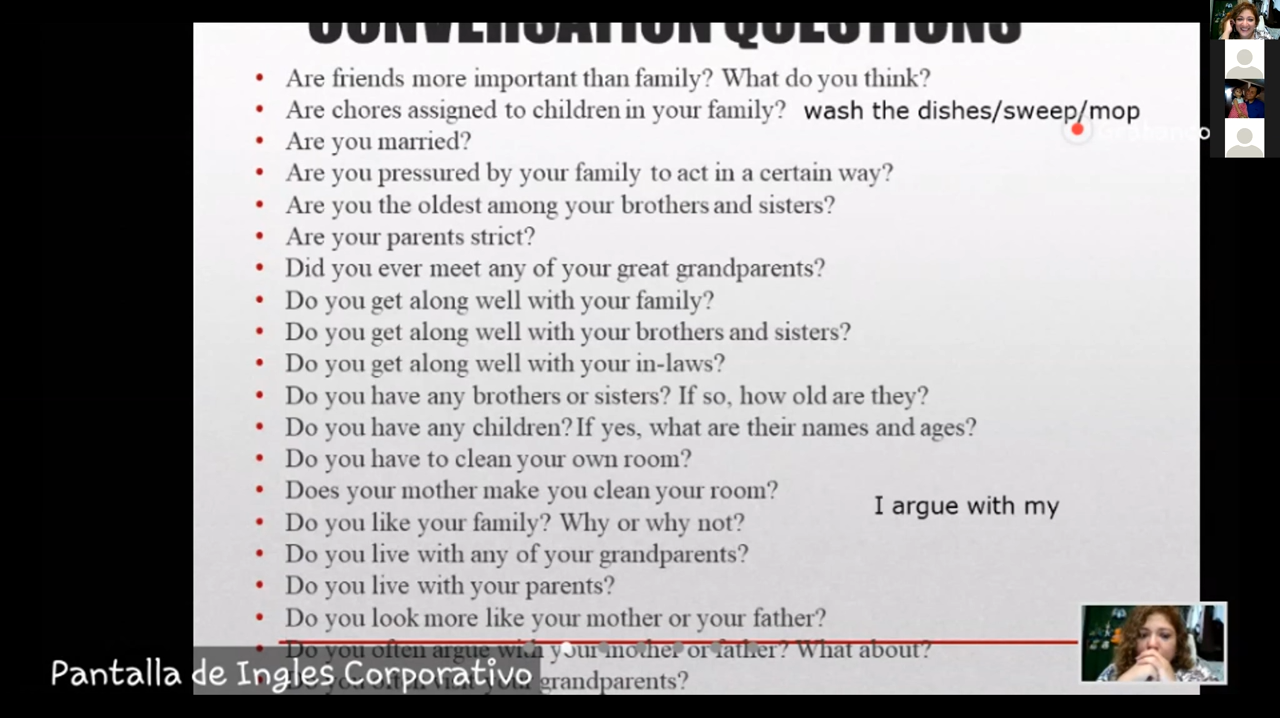 CONVERSATION QUESTIONS
• Are friends more important than family? What do you think?
• Are chores assigned to children in your family? wash the dishes/sweep/mop
Grabando
• Are you married?
• Are you pressured by your family to act in a certain way?
• Are you the oldest among your brothers and sisters?
• Are your parents strict?
• Did you ever meet any of your great grandparents?
• Do you get along well with your family?
• Do you get along well with your brothers and sisters?
• Do you get along well with your in-laws?
• Do you have any brothers or sisters? If so, how old are they?
• Do you have any children? If yes, what are their names and ages?
• Do you have to clean your own room?
• Does your mother make you clean your room?
I argue with my
• Do you like your family? Why or why not?
• Do you live with any of your grandparents?
• Do you live with your parents?
• Do you look more like your mother or your father?
• Do you often argue with your mother or father? What about?
Pantalla de Ingles Corporativo
Do you often visit your grandparents?